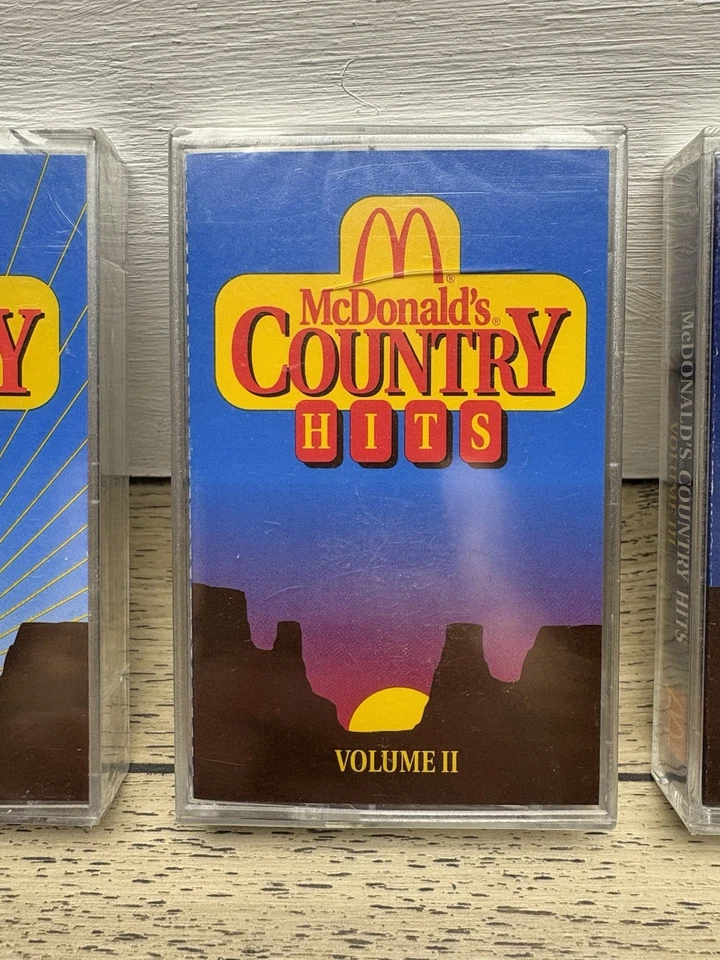 Y
M
McDonald's®
COUNTRY
HITS
VOLUME II
McDONALD'S COUNTRY HITS